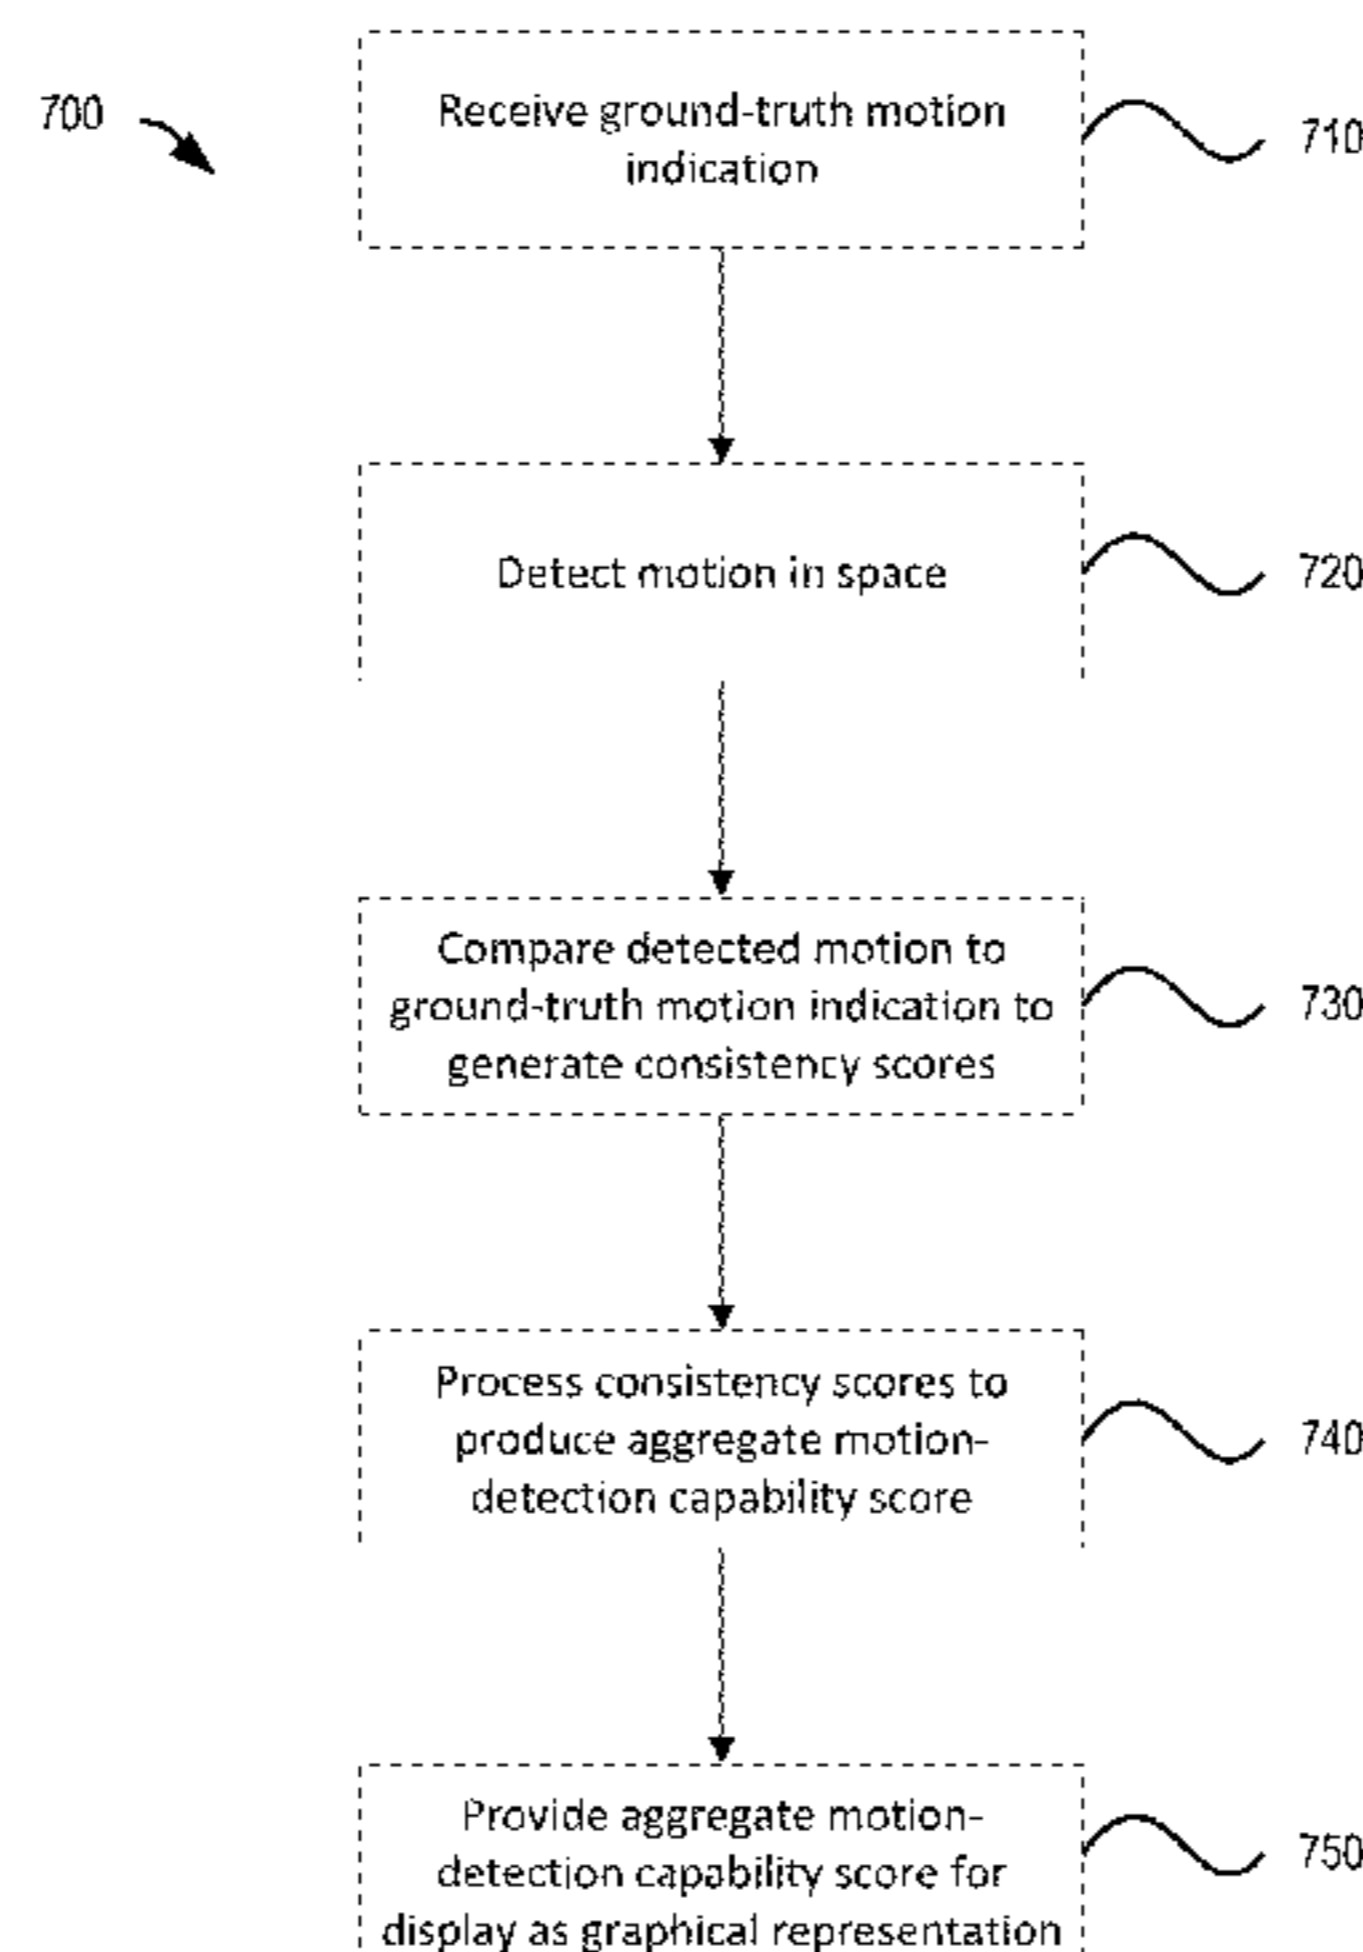 700
Receive ground-truth motion
indication
710
Detect motion in space
720
Compare detected motion to
ground-truth motion indication to
generate consistency scores
730
Process consistency scores to
produce aggregate motion-
detection capability score
740
Provide aggregate motion-
detection capability score for
display as graphical representation
750